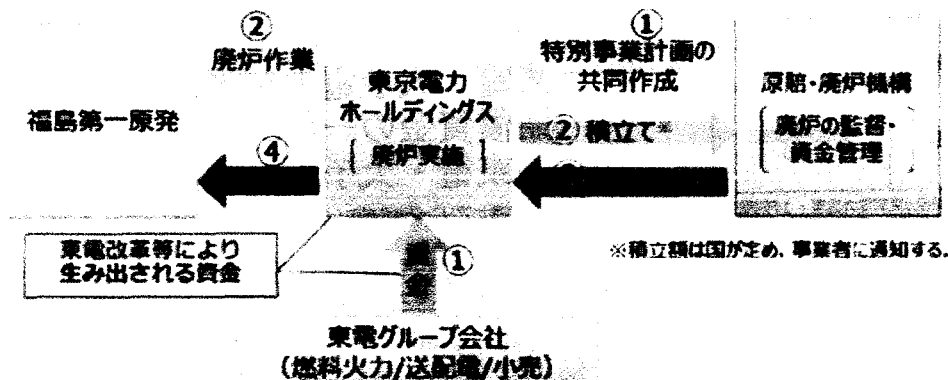 ②
廃炉作業
①
特別事業計画の
共同作成
福島第一原発
東京電力
ホールディングス
廃炉実施
原賠・廃炉機構
廃炉の監督・
資金管理
② 積立て※
④
東電改革等により
生み出される資金
①
※積立額は国が定め、事業者に通知する.
東電グループ会社
(燃料火力/送配電/小売)